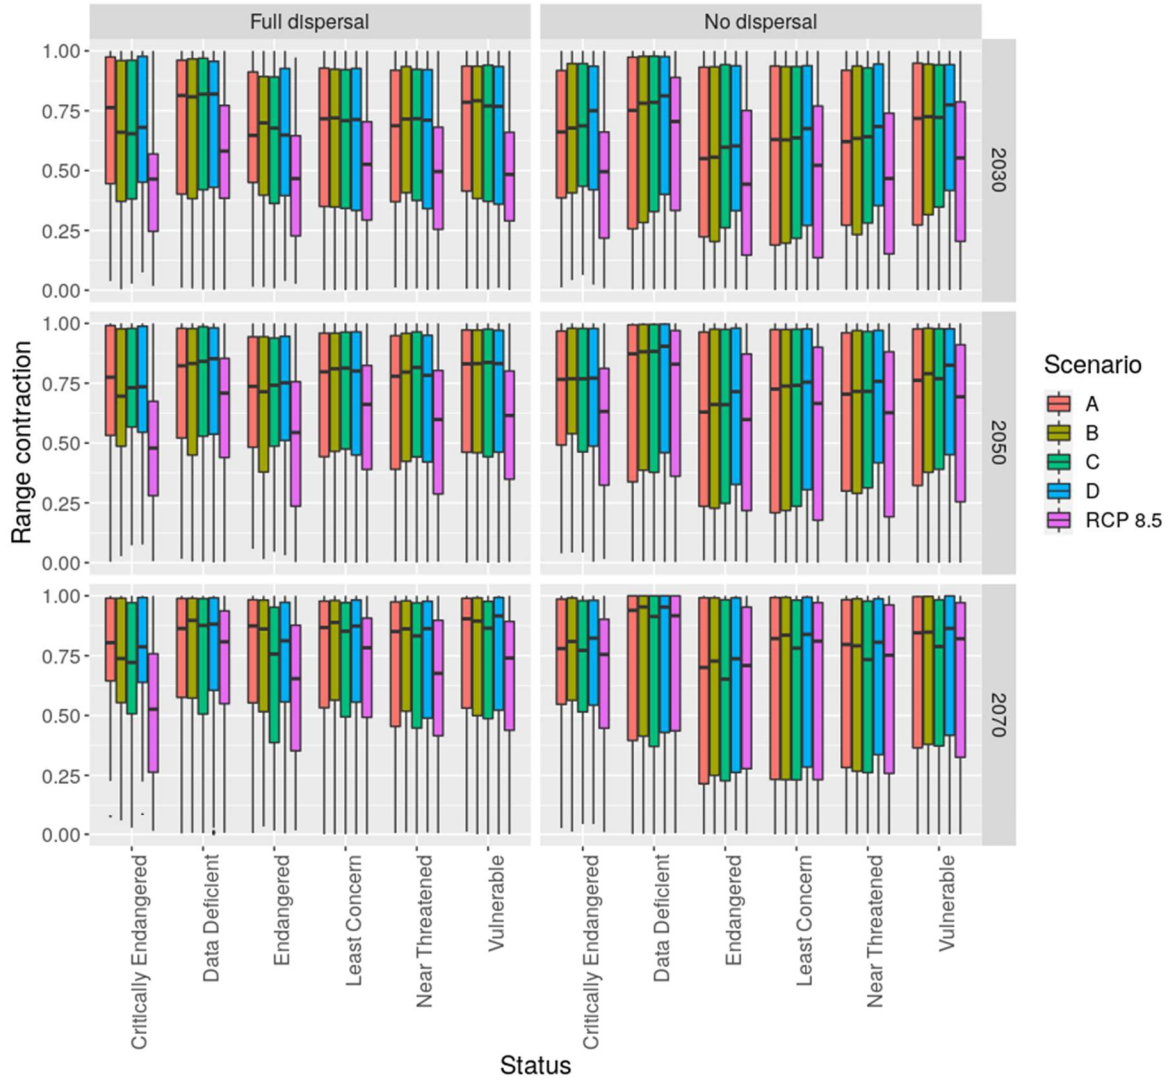 Full dispersal
No dispersal
Range contraction
1.00
0.75
0.50
0.25
0.00
2030
1.00
0.75
0.50
0.25
0.00
2050
1.00
0.75
0.50
0.25
0.00
2070
Critically Endangered
Data Deficient
Endangered
Least Concern
Near Threatened
Vulnerable
Critically Endangered
Data Deficient
Endangered
Least Concern
Near Threatened
Vulnerable
Status
Scenario
A
B
C
D
RCP 8.5